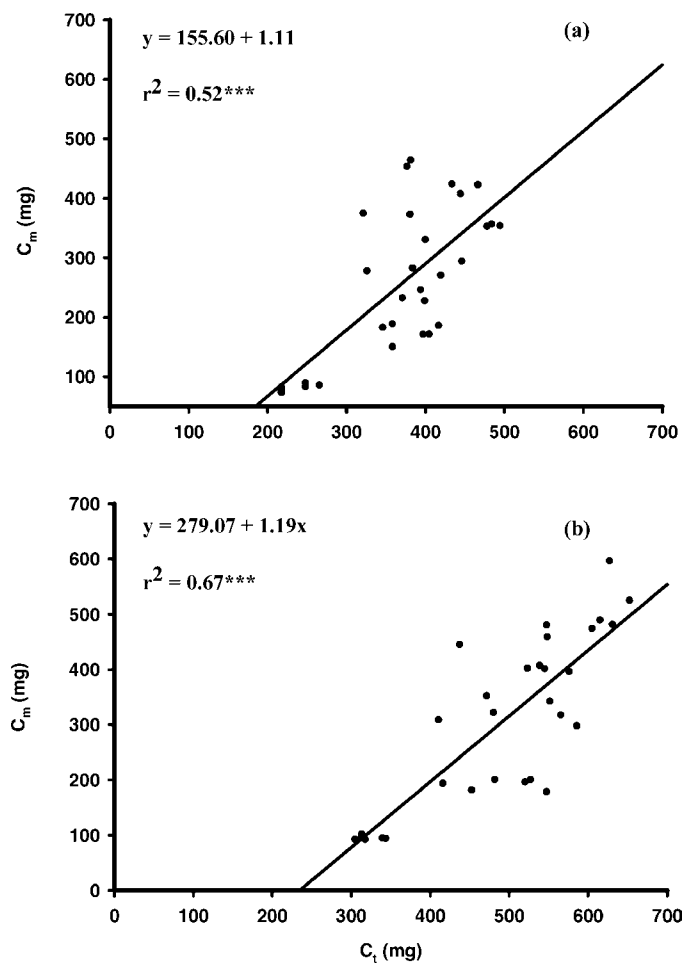 700
y = 155.60 + 1.11
(a)
600
r² = 0.52***
500
400
Cm (mg)
300
200
100
0 100 200 300 400 500 600 700
700
y = 279.07 + 1.19x
(b)
600
r² = 0.67***
500
400
Cm (mg)
300
200
100
0
0 100 200 300 400 500 600 700
Ct (mg)